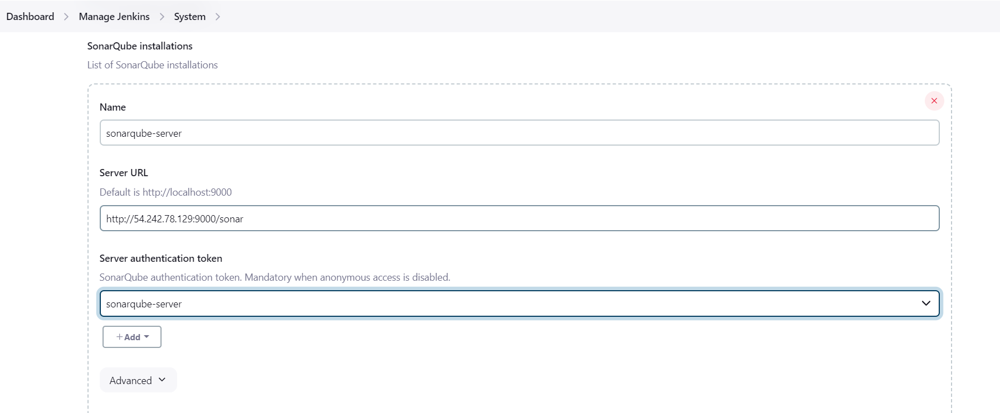 Dashboard > Manage Jenkins > System >
SonarQube installations
List of SonarQube installations
Name
sonarqube-server
Server URL
Default is http://localhost:9000
http://54.242.78.129:9000/sonar
Server authentication token
SonarQube authentication token. Mandatory when anonymous access is disabled.
sonarqube-server
+ Add
Advanced